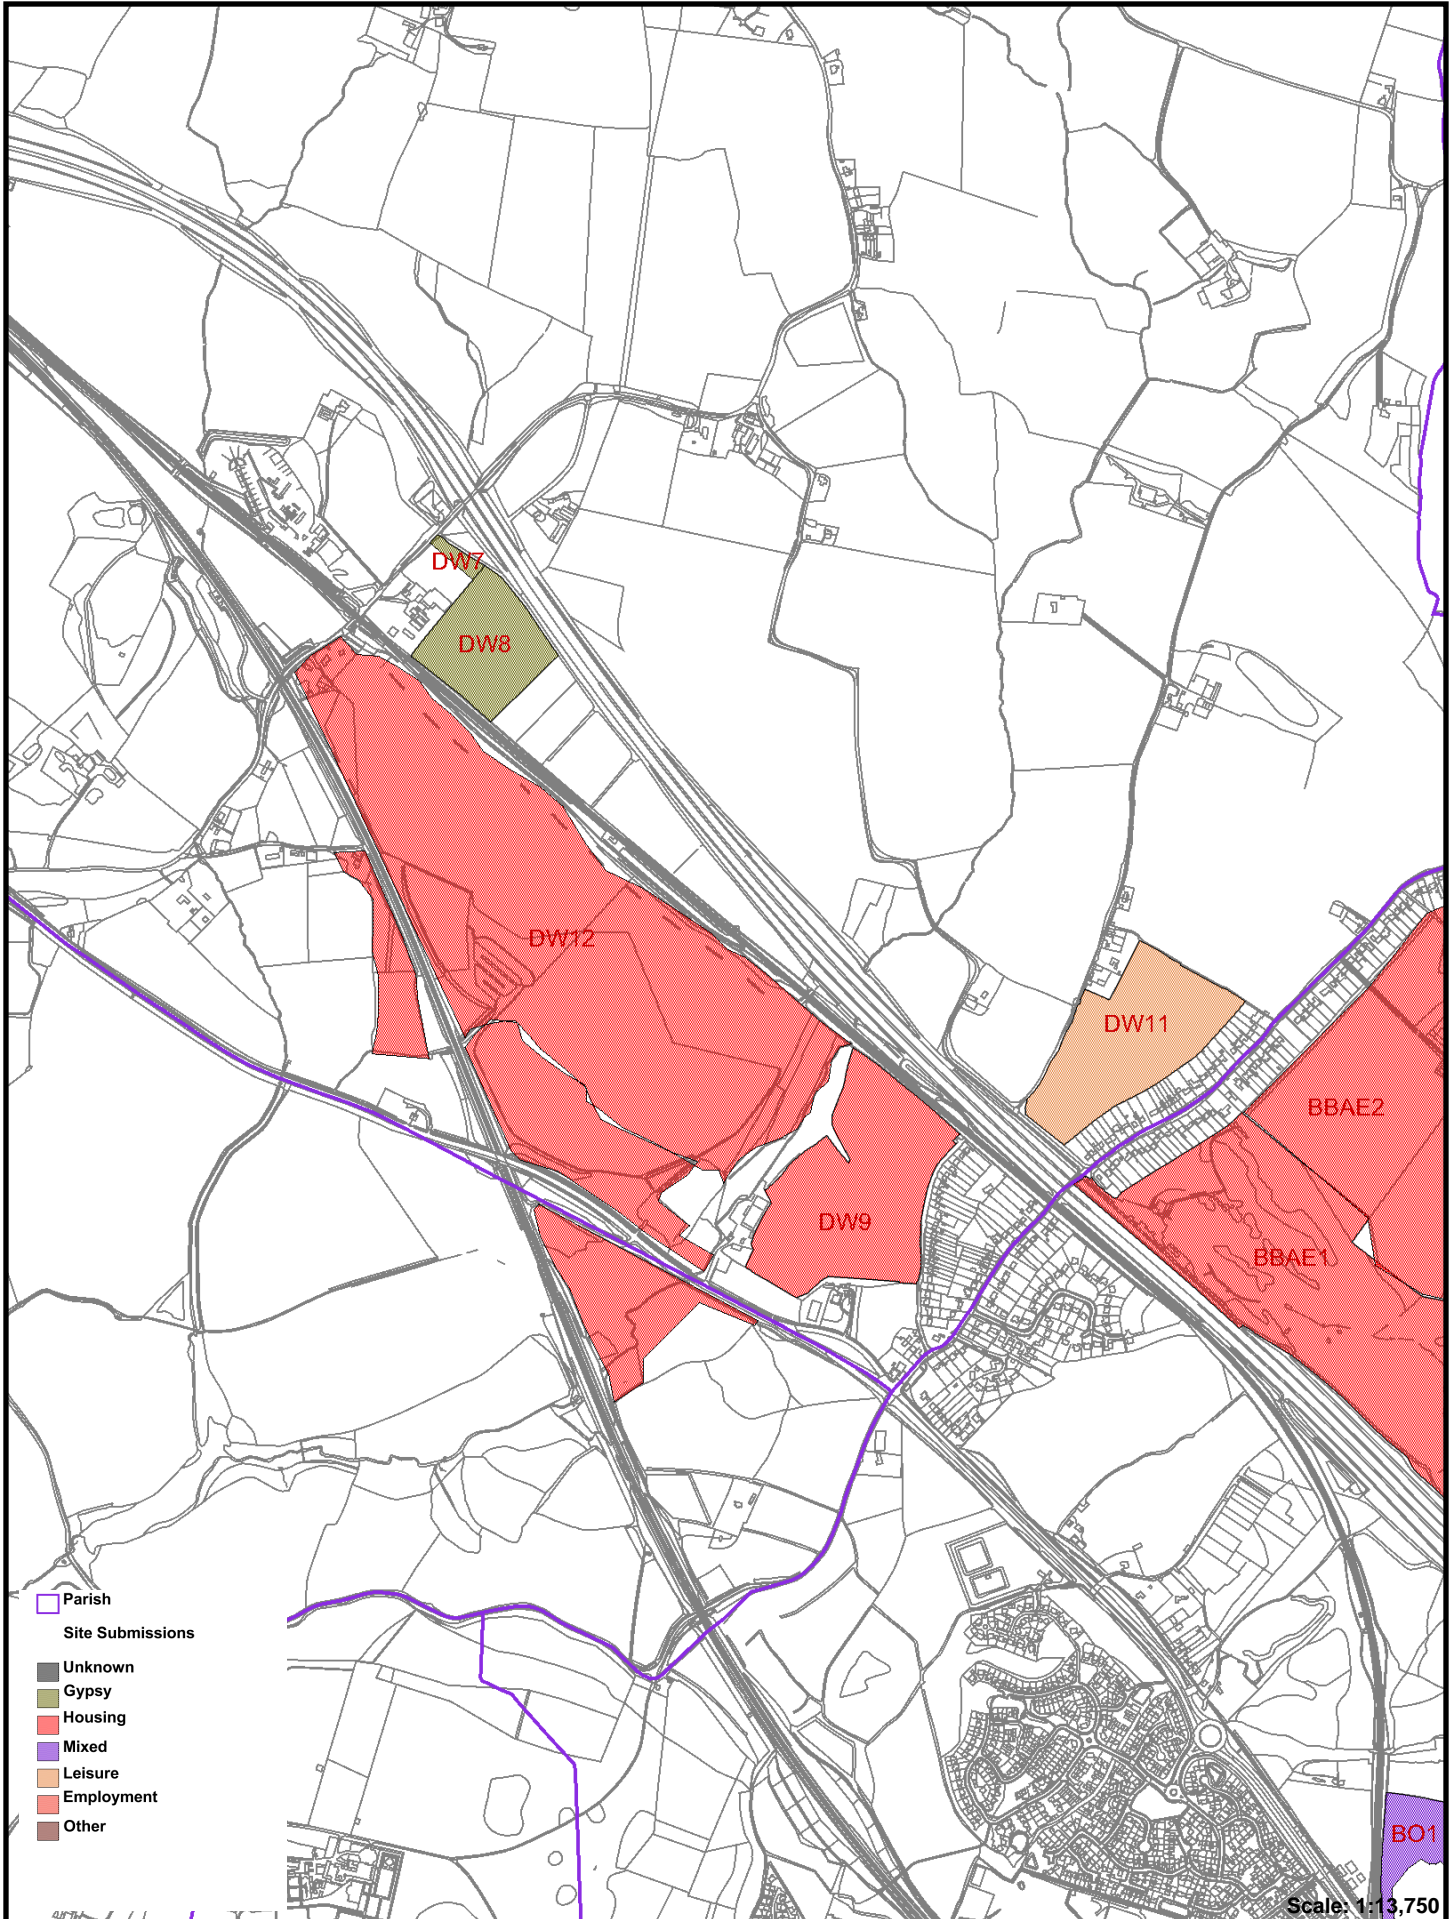 DW7
DW8
DW12
DW11
BBAE2
DW9
BBAE1
Parish
Site Submissions
Unknown
Gypsy
Housing
Mixed
Leisure
Employment
Other
BO1
Scale: 1:13,750